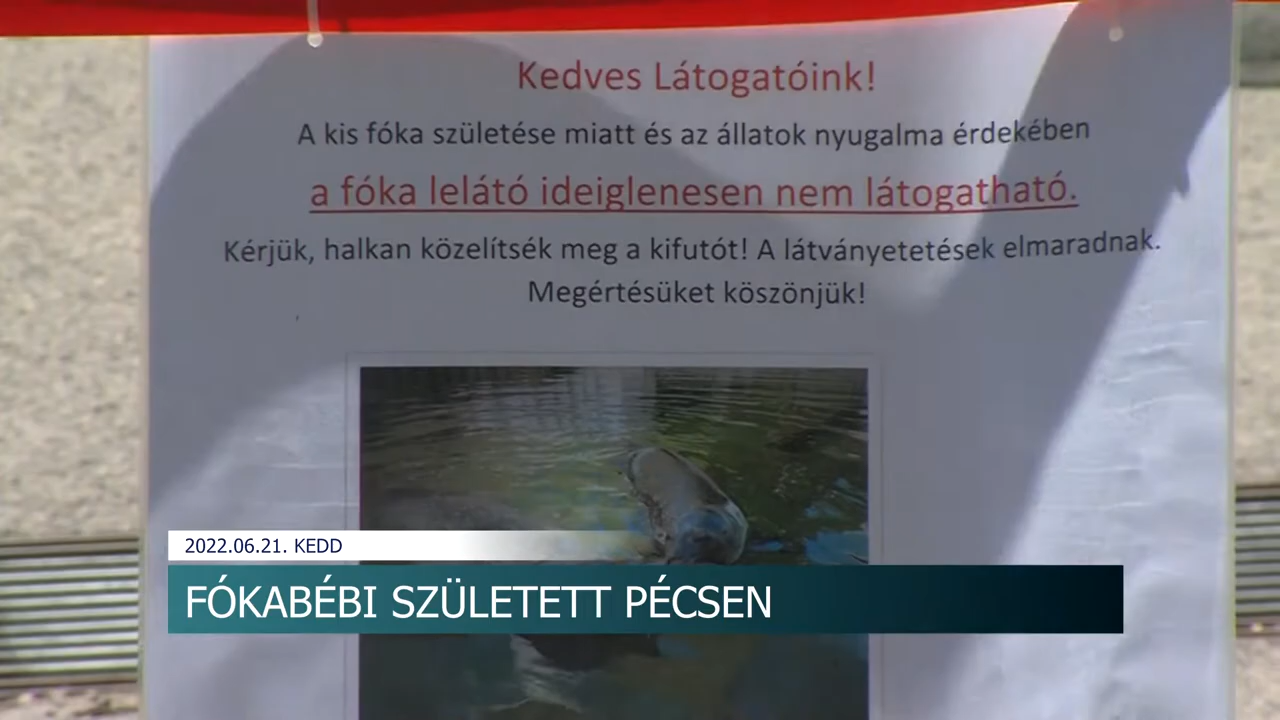 Kedves Látogatóink!
A kis fóka születése miatt és az állatok nyugalma érdekében
a fóka lelátó ideiglenesen nem látogatható.
Kérjük, halkan közelítsék meg a kifutót! A látványetetések elmaradnak.
Megértésüket köszönjük!
2022.06.21. KEDD
FÓKABÉBI SZÜLETETT PÉCSEN